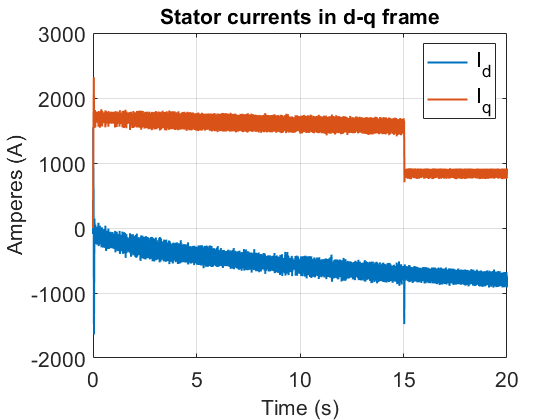 Stator currents in d-q frame
3000
2000
1000
0
-1000
-2000
Amperes (A)
I_d
I_q
0 5 10 15 20
Time (s)